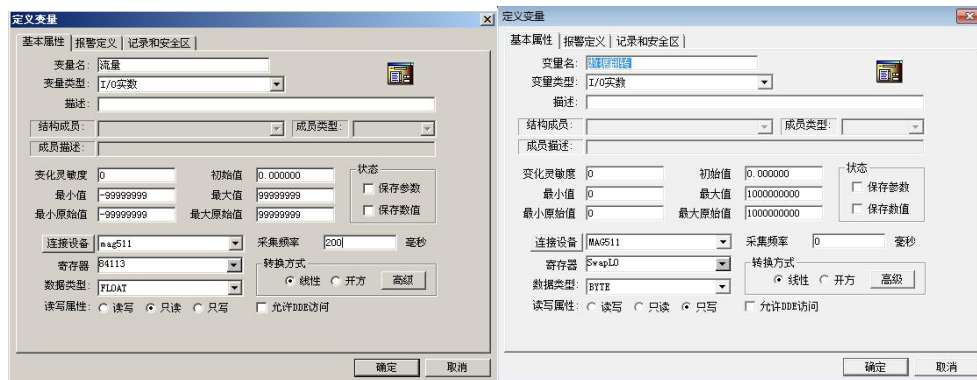 定义变量
基本属性 报警定义 记录和安全区
变量名: 流量
变量类型: I/O实数
描述:
结构成员: 成员类型:
成员描述:
变化灵敏度 0 初始值 0.000000 状态
最小值 -99999999 最大值 99999999 保存参数
最小原始值 -99999999 最大原始值 99999999 保存数值
连接设备 mag511 采集频率 200 毫秒
寄存器 84113 转换方式
线性 开方 高级
数据类型: FLOAT
读写属性: 读写 只读 只写 允许DDE访问
确定 取消
定义变量
基本属性 报警定义 记录和安全区
变量名: 数据翻转
变量类型: I/O实数
描述:
结构成员: 成员类型:
成员描述:
变化灵敏度 0 初始值 0.000000 状态
最小值 0 最大值 1000000000 保存参数
最小原始值 0 最大原始值 1000000000 保存数值
连接设备 MAG511 采集频率 0 毫秒
寄存器 SwapL0 转换方式
线性 开方 高级
数据类型: BYTE
读写属性: 读写 只读 只写 允许DDE访问
确定 取消